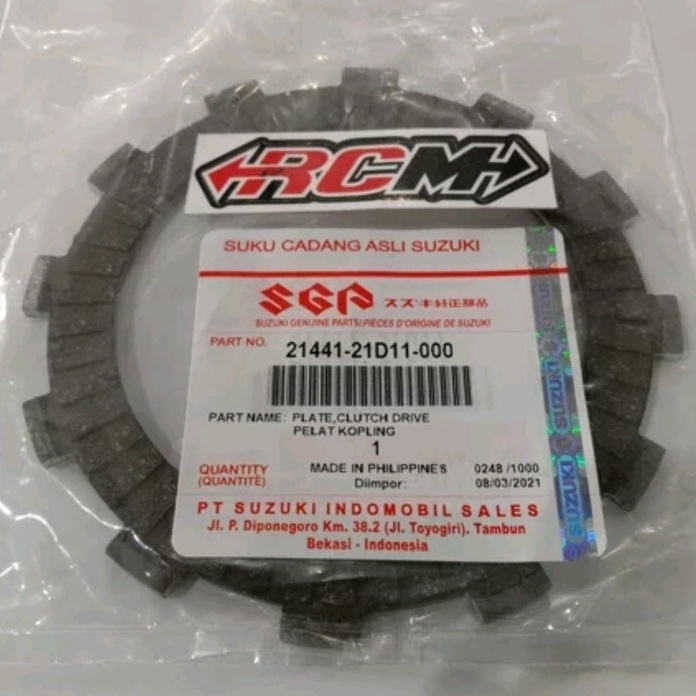 RCM
SUKU CADANG ASLI SUZUKI
SGP スズキ純正部品
SUZUKI GENUINE PARTS/PIECES D'ORIGINE DE SUZUKI
PART NO. 21441-21D11-000
PART NAME: PLATE,CLUTCH DRIVE
PELAT KOPLING
1
QUANTITY MADE IN PHILIPPINES 0248 /1000
(QUANTITÉ) Diimpor: 08/03/2021
PT SUZUKI INDOMOBIL SALES
Jl. P. Diponegoro Km. 38.2 (Jl. Toyogiri). Tambun
Bekasi - Indonesia
SUZUKI
SUZUKI
SUZUKI